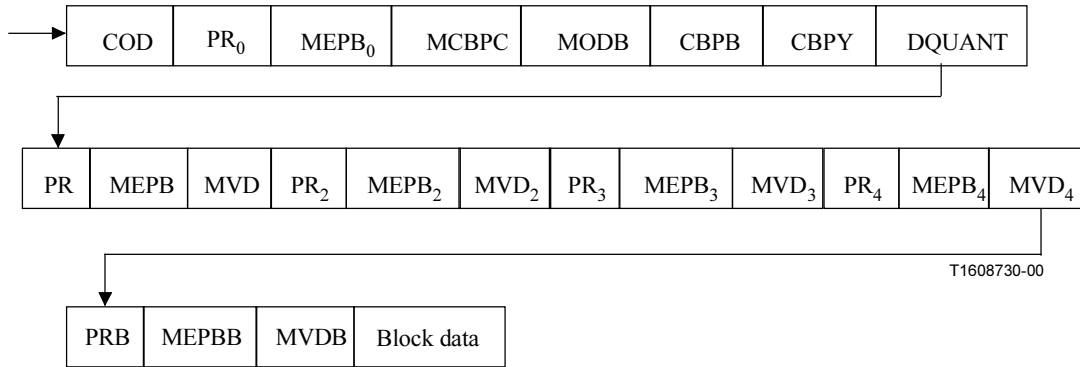 COD PR₀ MEPB₀ MCBPC MODB CBPB CBPY DQUANT
PR MEPB MVD PR₂ MEPB₂ MVD₂ PR₃ MEPB₃ MVD₃ PR₄ MEPB₄ MVD₄
T1608730-00
PRB MEPBB MVDB Block data